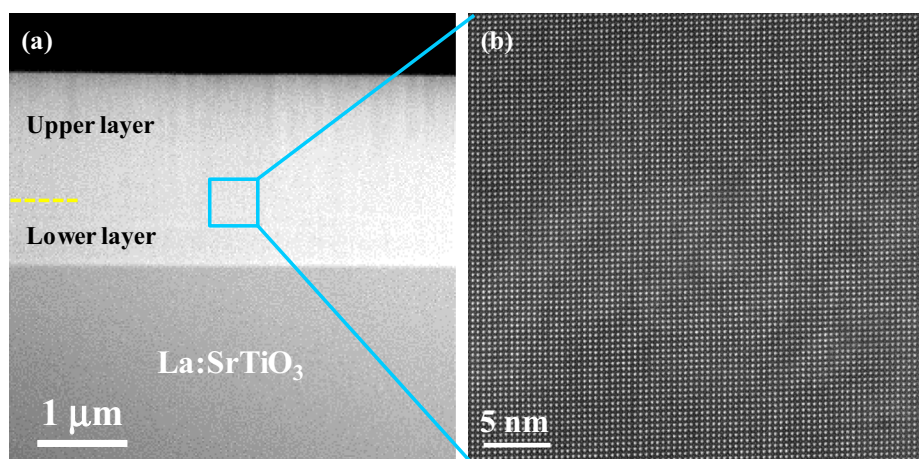 (a)
Upper layer
Lower layer
La:SrTiO₃
1 μm
(b)
5 nm